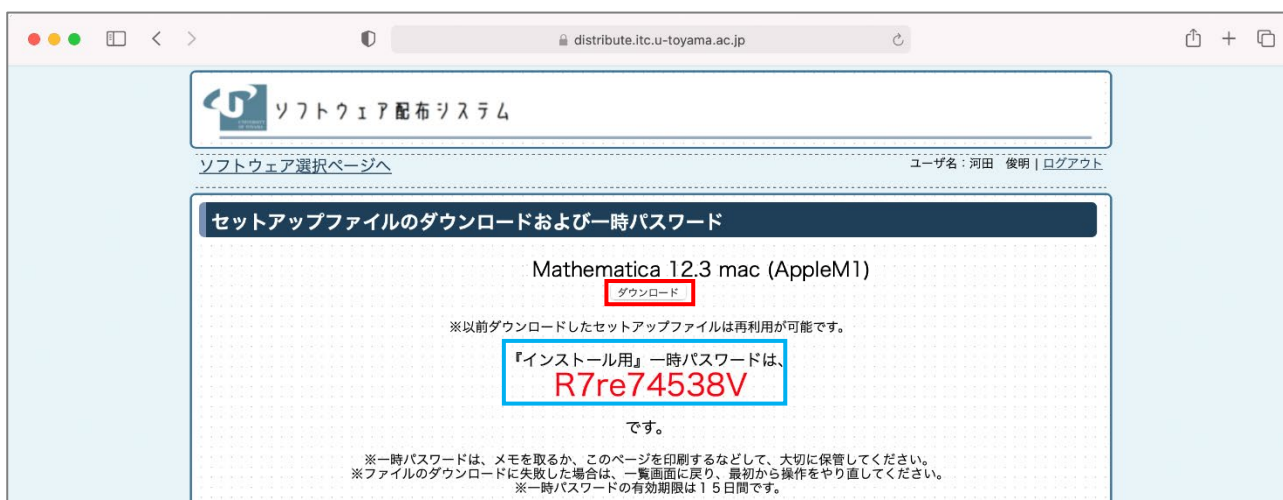 distribute.itc.u-toyama.ac.jp
ソフトウェア配布システム
ソフトウェア選択ページへ
ユーザ名：河田　俊明 | ログアウト
セットアップファイルのダウンロードおよび一時パスワード
Mathematica 12.3 mac (AppleM1)
ダウンロード
※以前ダウンロードしたセットアップファイルは再利用が可能です。
『インストール用』一時パスワードは、
R7re74538V
です。
※一時パスワードは、メモを取るか、このページを印刷するなどして、大切に保管してください。
※ファイルのダウンロードに失敗した場合は、一覧画面に戻り、最初から操作をやり直してください。
※一時パスワードの有効期限は１５日間です。